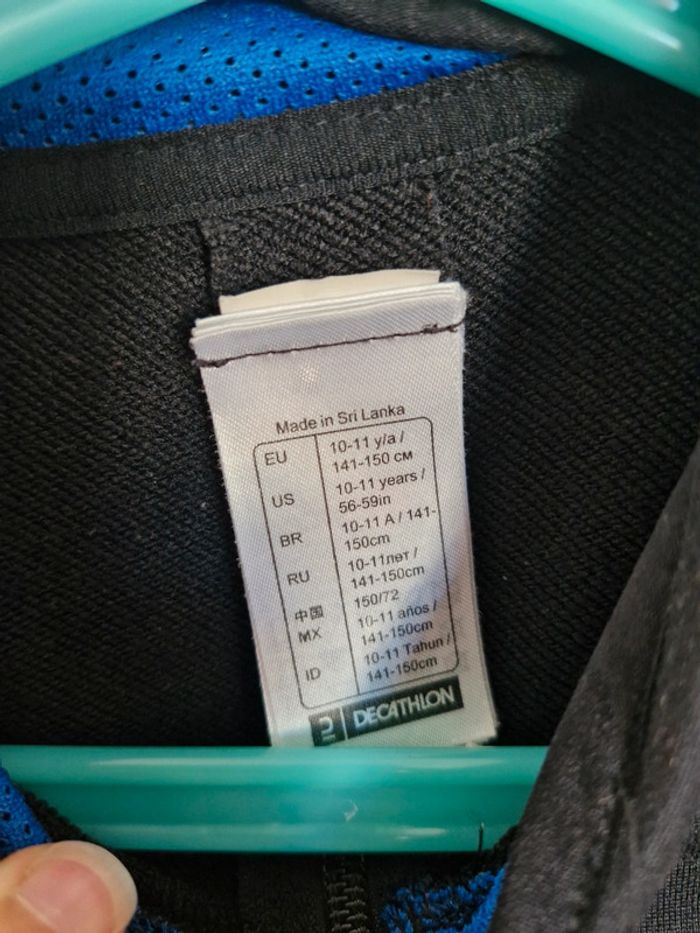 Made in Sri Lanka
EU 10-11 y/a /
141-150 см
US 10-11 years /
56-59in
BR 10-11 A / 141-
150cm
RU 10-11лет /
141-150cm
中国 150/72
MX 10-11 años /
141-150cm
ID 10-11 Tahun /
141-150cm
DECATHLON